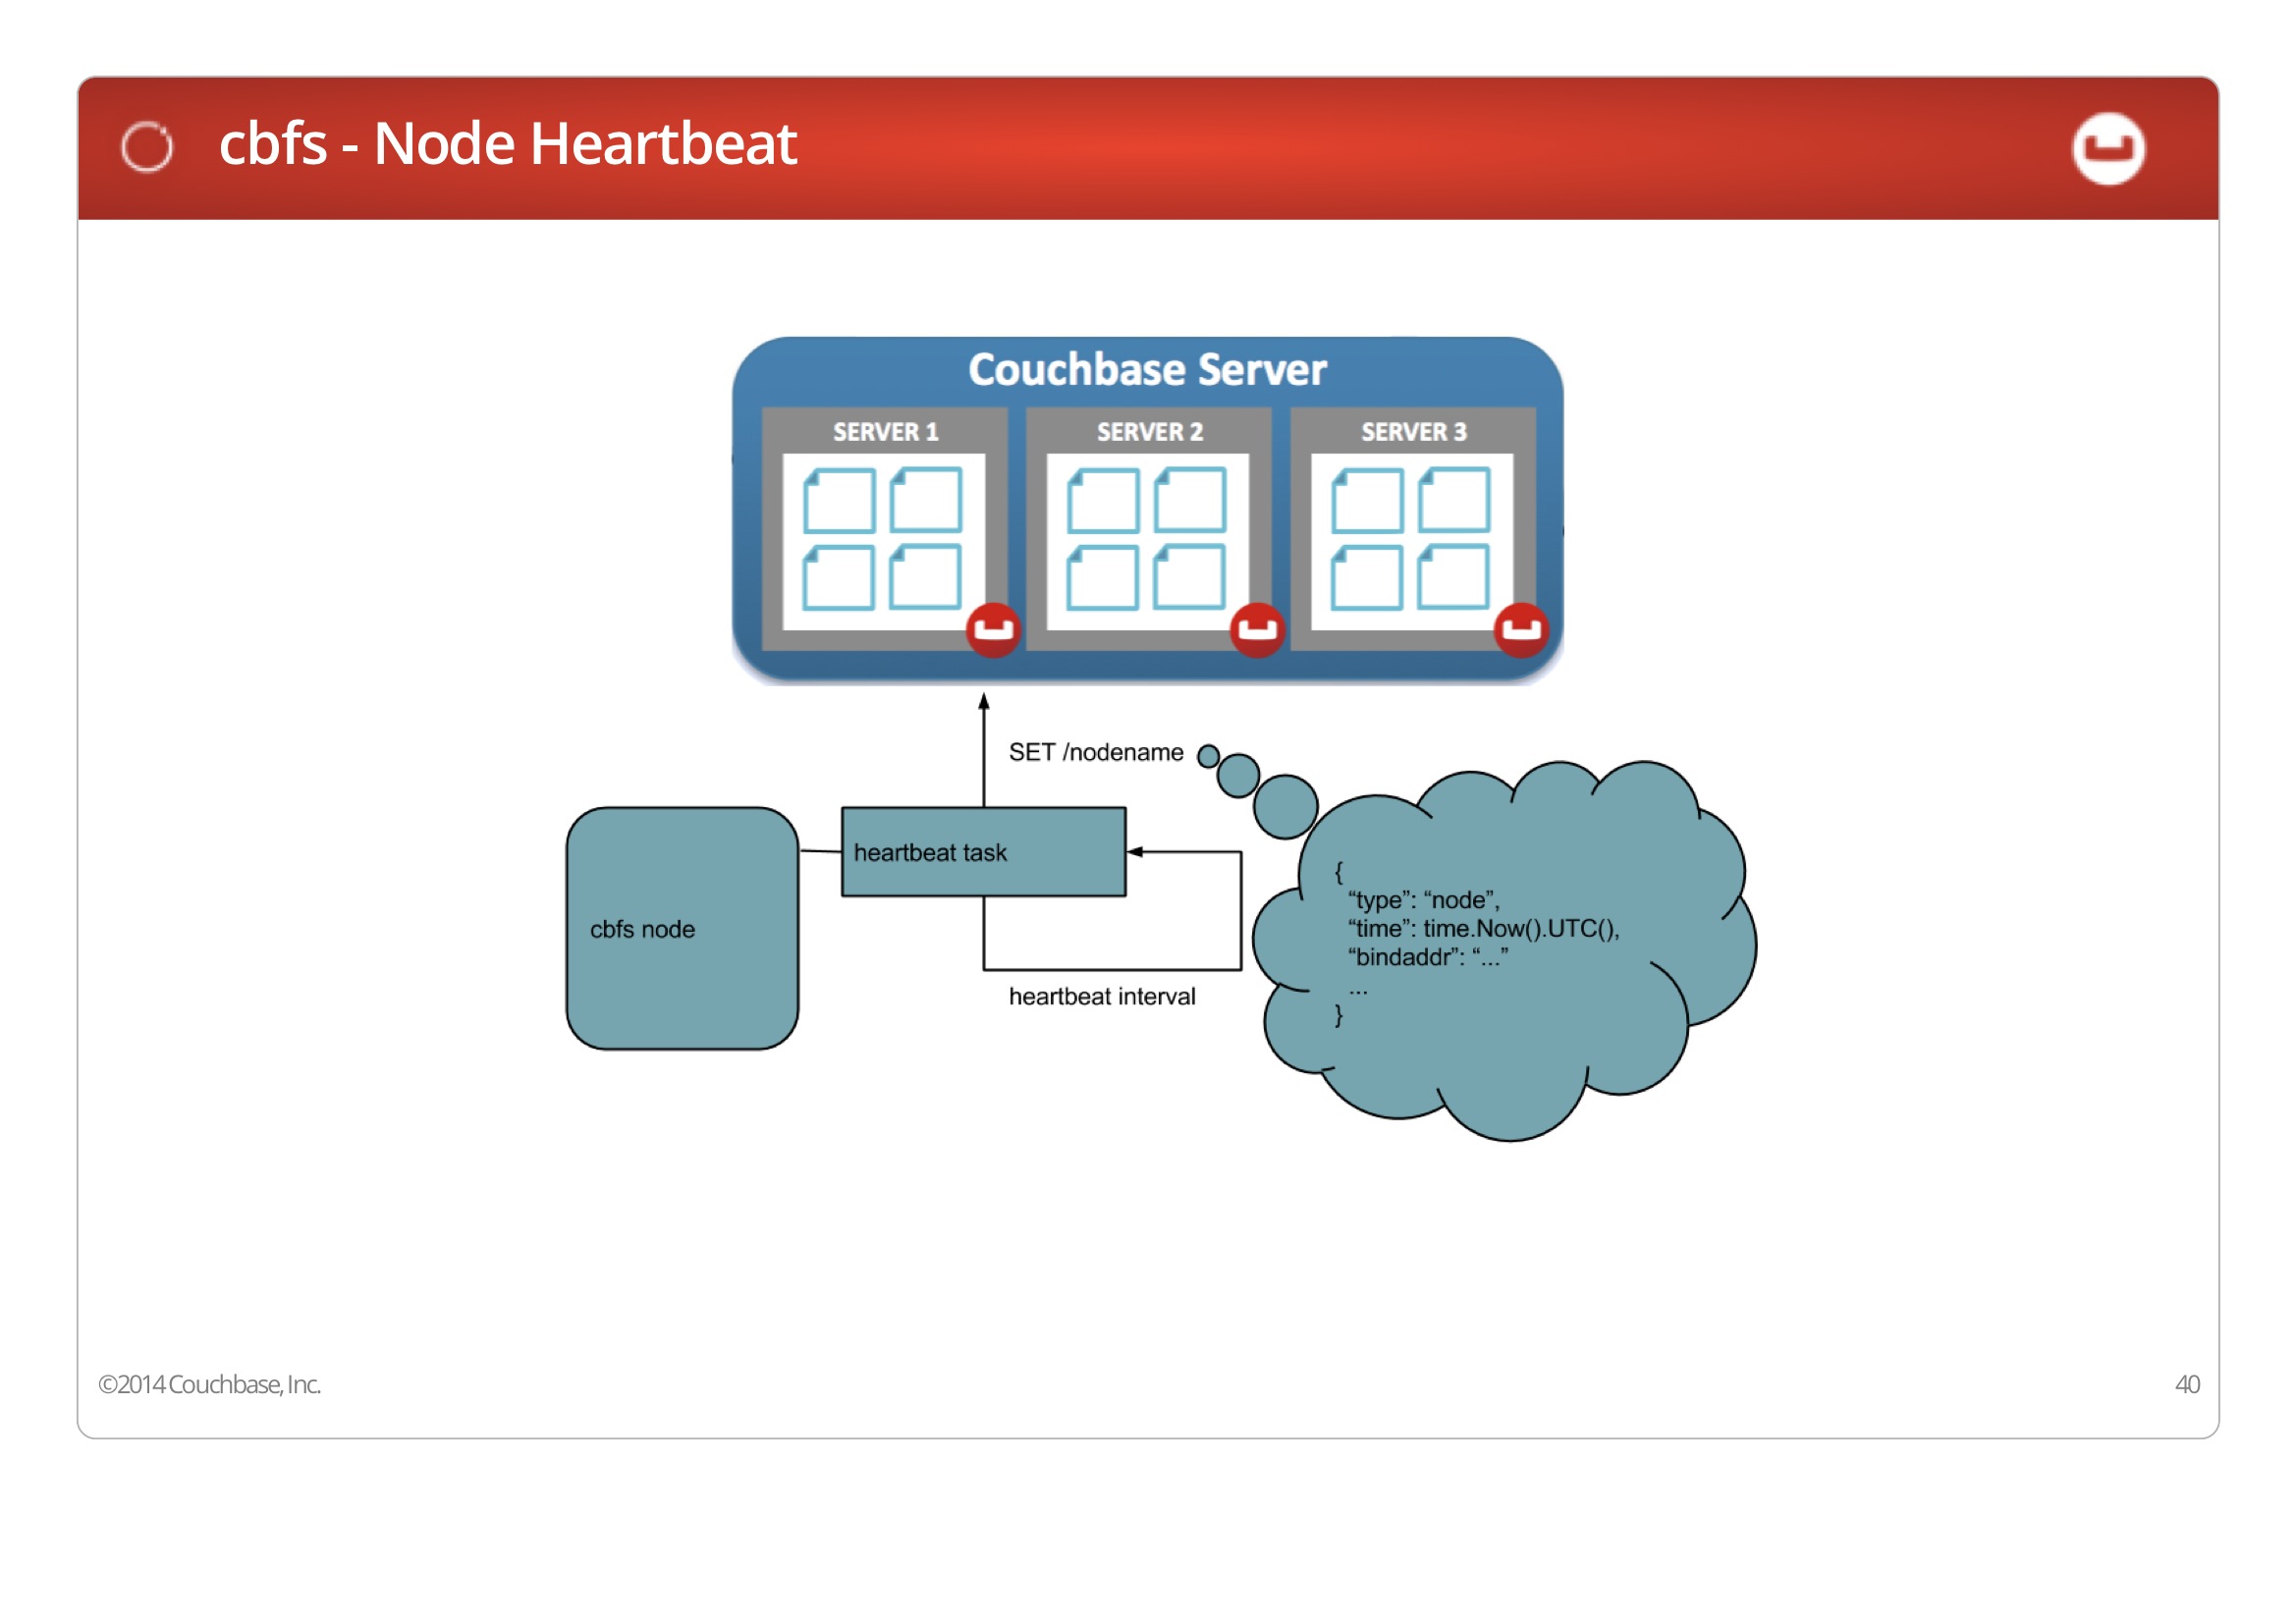 cbfs - Node Heartbeat
Couchbase Server
SERVER 1
SERVER 2
SERVER 3
SET /nodename
heartbeat task
cbfs node
{
“type”: “node”,
“time”: time.Now().UTC(),
“bindaddr”: “...”
...
}
heartbeat interval
©2014 Couchbase, Inc.
40